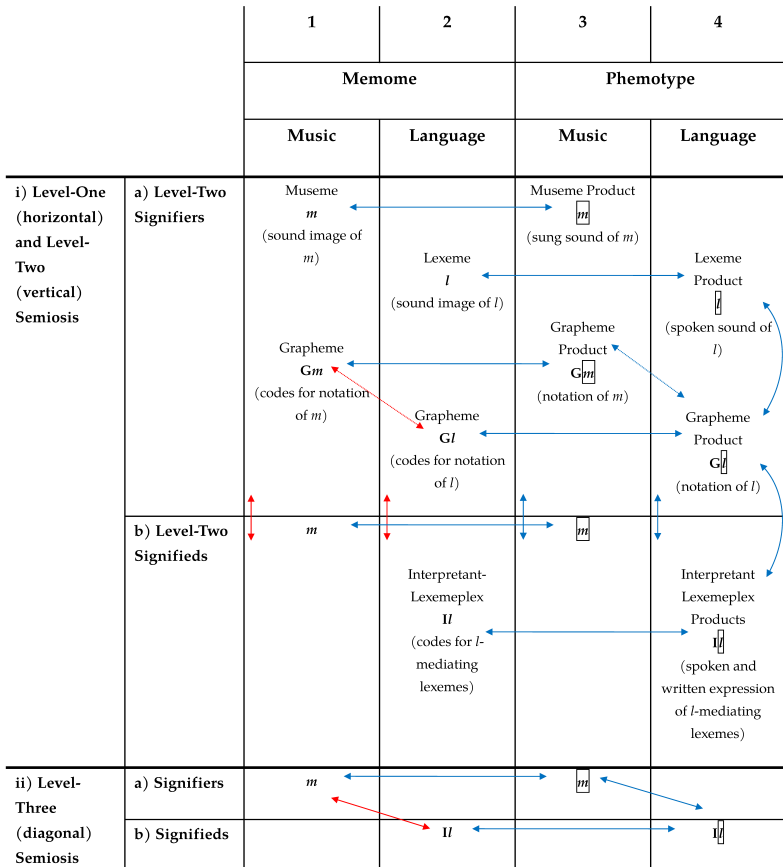 1 2 3 4
Memome Phemotype
Music Language Music Language
i) Level-One
(horizontal)
and Level-
Two
(vertical)
Semiosis
a) Level-Two
Signifiers
Museme
m
(sound image of
m)
Grapheme
Gm
(codes for notation
of m)
Lexeme
l
(sound image of l)
Grapheme
Gl
(codes for notation
of l)
Museme Product
m
(sung sound of m)
Grapheme
Product
Gm
(notation of m)
Lexeme
Product
l
(spoken sound of
l)
Grapheme
Product
Gl
(notation of l)
b) Level-Two
Signifieds
m
Interpretant-
Lexemeplex
Il
(codes for l-
mediating
lexemes)
m
Interpretant
Lexemeplex
Products
Il
(spoken and
written expression
of l-mediating
lexemes)
ii) Level-
Three
(diagonal)
Semiosis
a) Signifiers
m
m
b) Signifieds
Il
Il